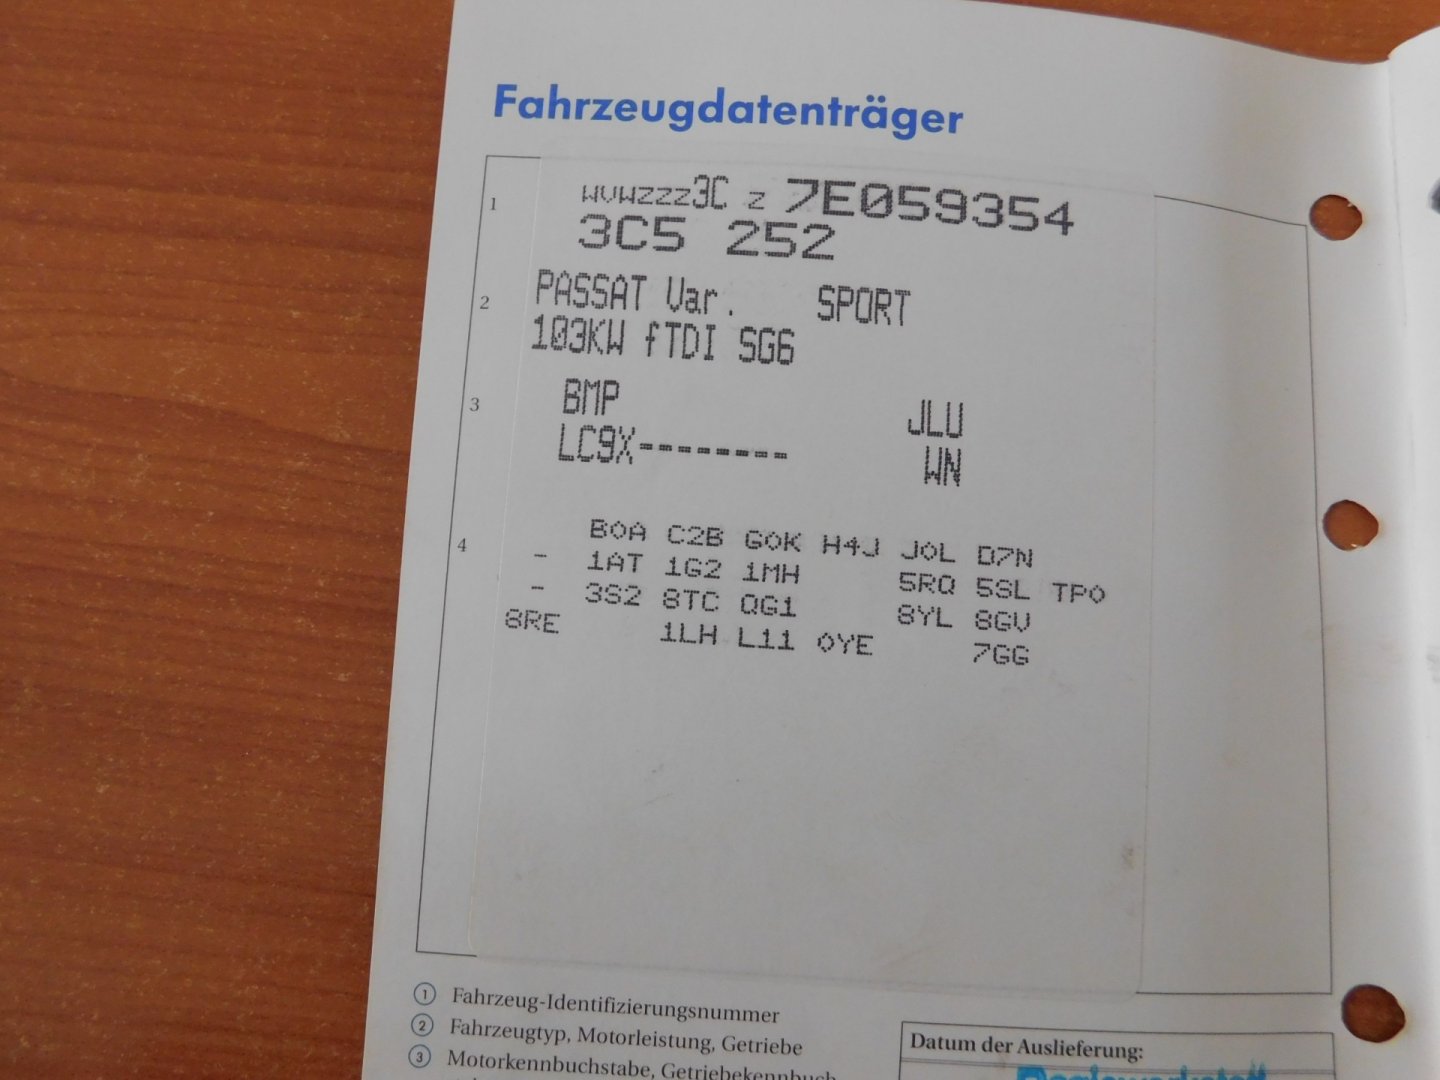 Fahrzeugdatenträger
1 WVWZZZ3C Z 7E059354
3C5 252
2 PASSAT Var. SPORT
103KW fTDI SG6
3 BMP JLU
LC9X-------- WN
4 B0A C2B G0K H4J J0L D7N
- 1AT 1G2 1MH 5RQ 5SL TP0
- 3S2 8TC QG1 8YL 8GV
8RE 1LH L11 0YE 7GG
① Fahrzeug-Identifizierungsnummer
② Fahrzeugtyp, Motorleistung, Getriebe
③ Motorkennbuchstabe, Getriebekennbuch
Datum der Auslieferung: